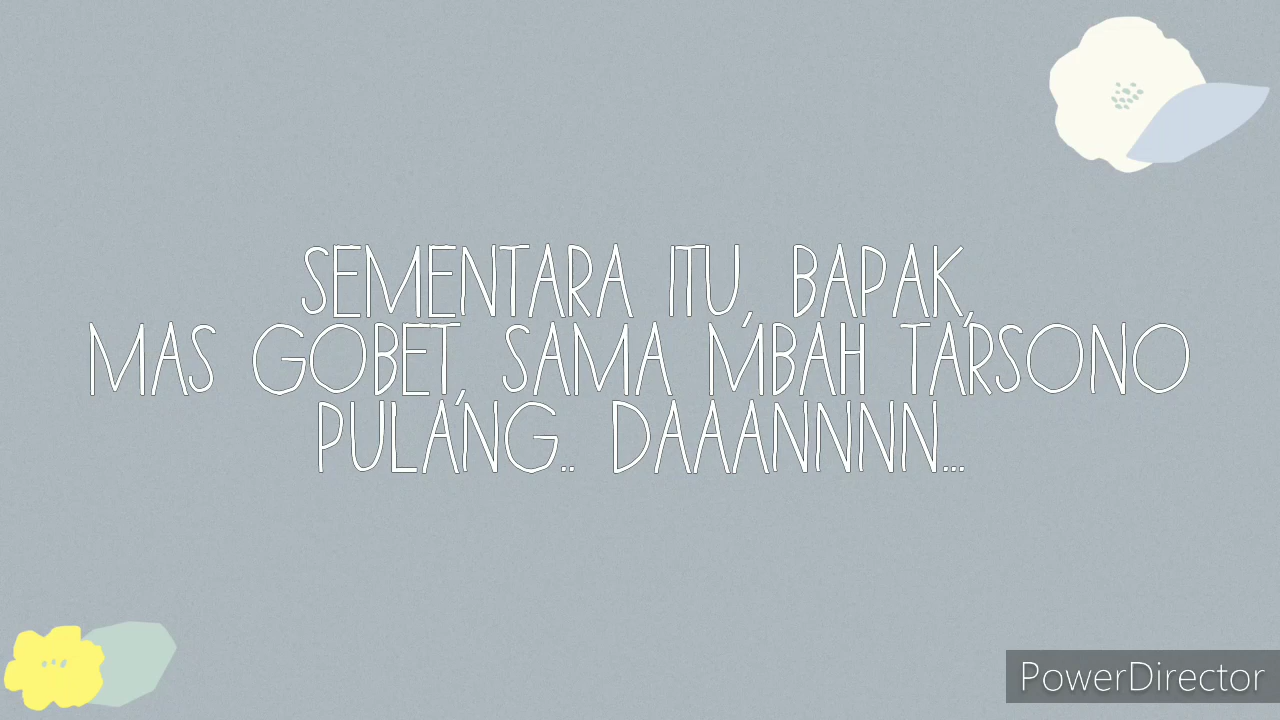 SEMENTARA ITU, BAPAK,
MAS GOBET, SAMA MBAH TARSONO
PULANG.. DAAANNNN...
PowerDirector